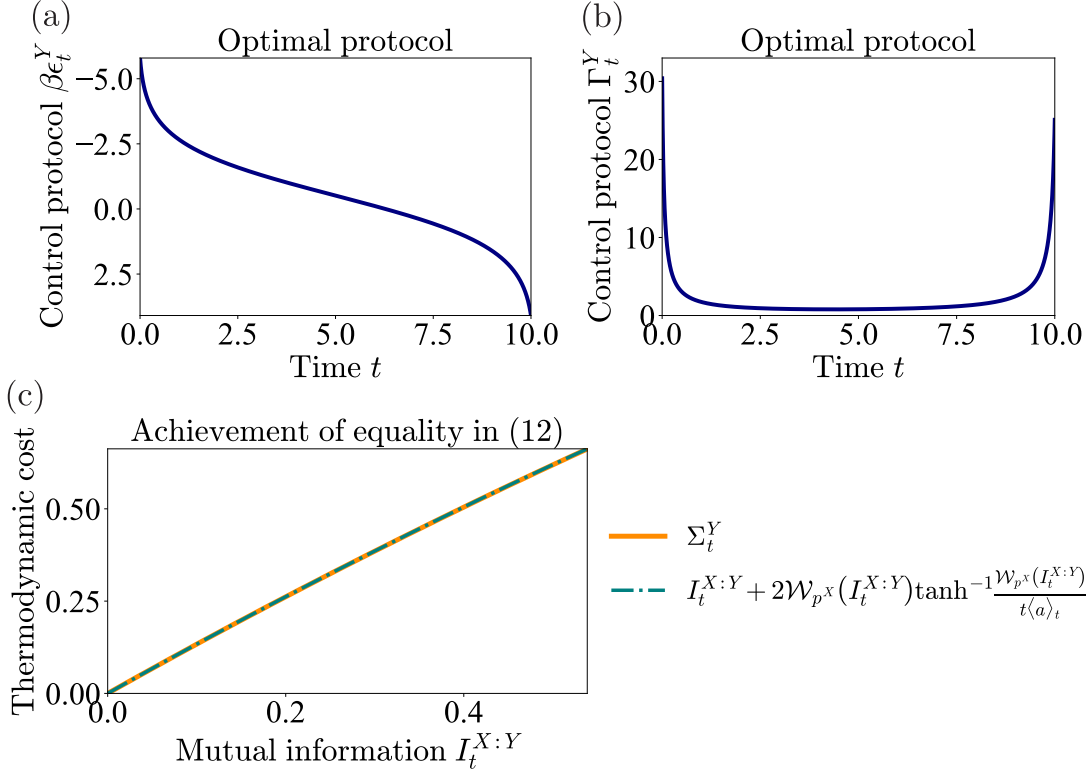 (a)
Optimal protocol
Control protocol βϵ_t^Y
−5.0
−2.5
0.0
2.5
0.0 2.5 5.0 7.5 10.0
Time t
(b)
Optimal protocol
Control protocol Γ_t^Y
30
20
10
0
0.0 2.5 5.0 7.5 10.0
Time t
(c)
Achievement of equality in (12)
Thermodynamic cost
0.50
0.25
0.00
0.0 0.2 0.4
Mutual information I_t^{X:Y}
Σ_t^Y
I_t^{X:Y} + 2𝒲_{p^X}(I_t^{X:Y})tanh^{−1} \frac{𝒲_{p^X}(I_t^{X:Y})}{t⟨a⟩_t}